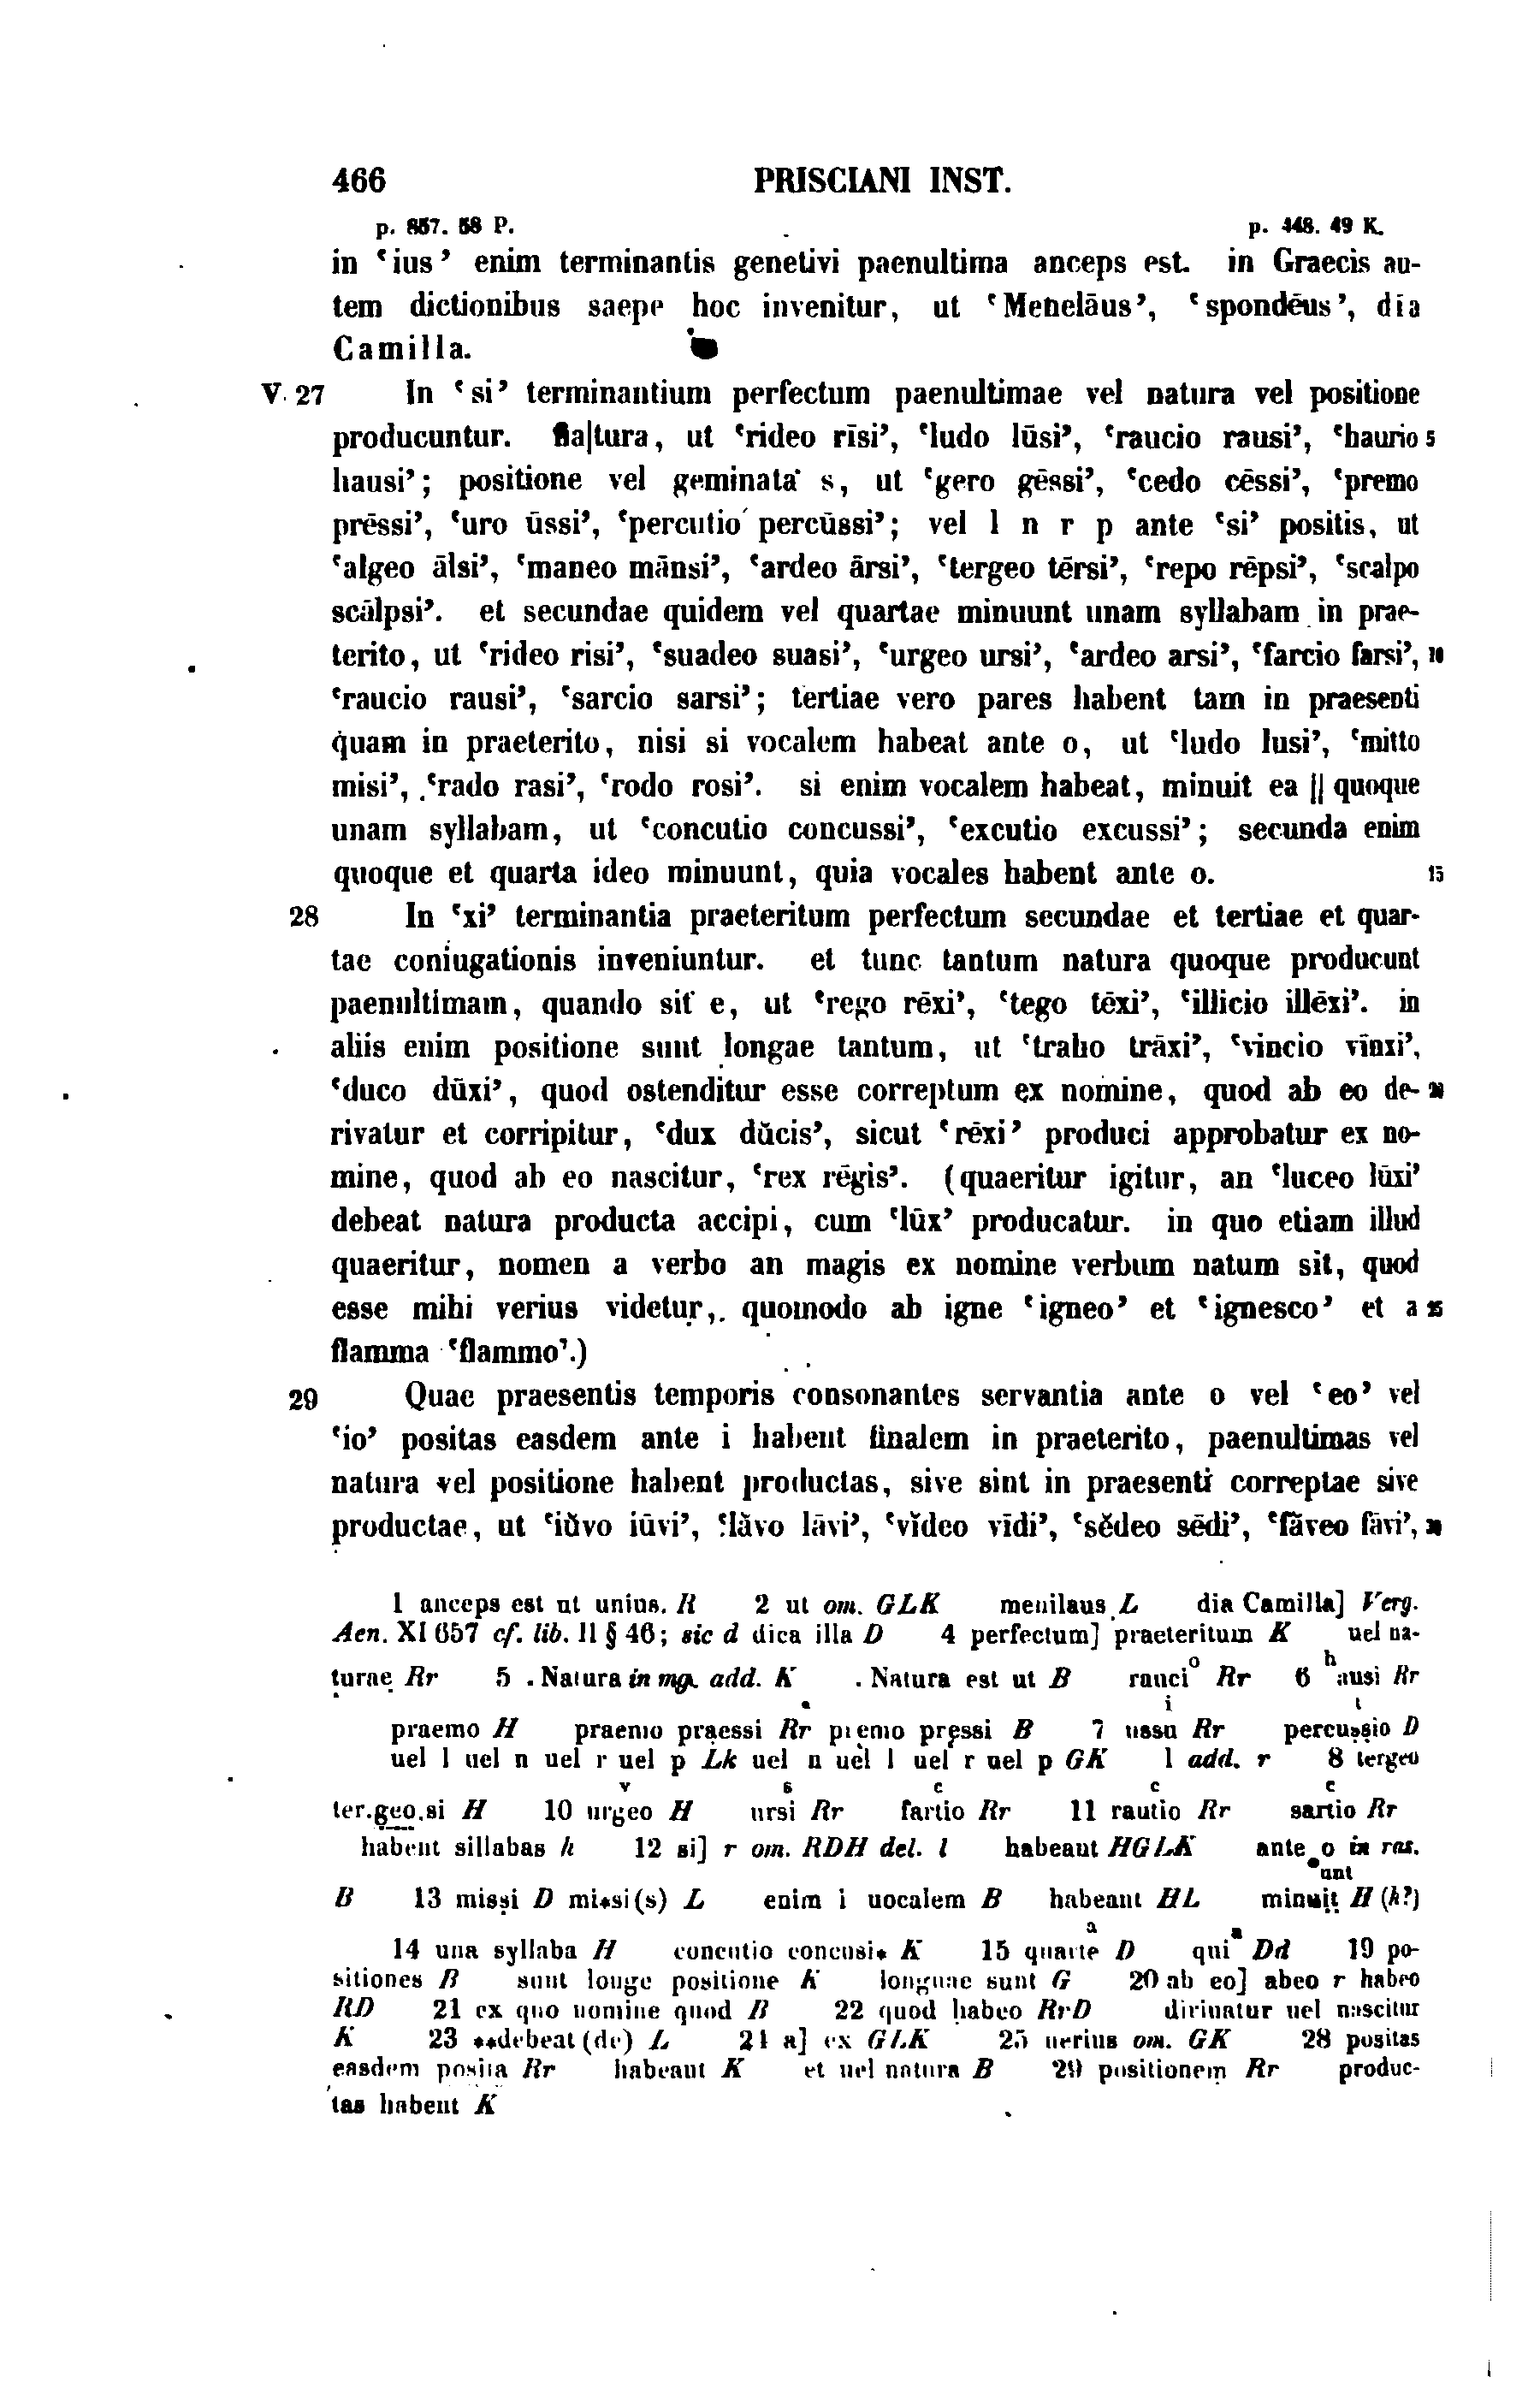 466 PRISCIANI INST.
p. 857. 58 P. p. 448. 49 K.
in ‘ius’ enim terminantis genetivi paenultima anceps est. in Graecis au-
tem dictionibus saepe hoc invenitur, ut ‘Menelāus’, ‘spondēus’, dia
Camilla.
V. 27 In ‘si’ terminantium perfectum paenultimae vel natura vel positione
producuntur. na|tura, ut ‘rideo rīsi’, ‘ludo lūsi’, ‘raucio rausi’, ‘haurio 5
hausi’; positione vel geminata s, ut ‘gero gēssi’, ‘cedo cēssi’, ‘premo
prēssi’, ‘uro ūssi’, ‘percutio percūssi’; vel l n r p ante ‘si’ positis, ut
‘algeo ālsi’, ‘maneo mānsi’, ‘ardeo ārsi’, ‘tergeo tērsi’, ‘repo rēpsi’, ‘scalpo
scālpsi’. et secundae quidem vel quartae minuunt unam syllabam in prae-
terito, ut ‘rideo risi’, ‘suadeo suasi’, ‘urgeo ursi’, ‘ardeo arsi’, ‘farcio farsi’, 10
‘raucio rausi’, ‘sarcio sarsi’; tertiae vero pares habent tam in praesenti
quam in praeterito, nisi si vocalem habeat ante o, ut ‘ludo lusi’, ‘mitto
misi’, ‘rado rasi’, ‘rodo rosi’. si enim vocalem habeat, minuit ea || quoque
unam syllabam, ut ‘concutio concussi’, ‘excutio excussi’; secunda enim
quoque et quarta ideo minuunt, quia vocales habent ante o. 15
28 In ‘xi’ terminantia praeteritum perfectum secundae et tertiae et quar-
tae coniugationis inveniuntur. et tunc tantum natura quoque producunt
paenultimam, quando sit e, ut ‘rego rēxi’, ‘tego tēxi’, ‘illicio illēxi’. in
aliis enim positione sunt longae tantum, ut ‘traho trāxi’, ‘vincio vīnxi’,
‘duco dūxi’, quod ostenditur esse correptum ex nomine, quod ab eo de- 20
rivatur et corripitur, ‘dux dŭcis’, sicut ‘rēxi’ produci approbatur ex no-
mine, quod ab eo nascitur, ‘rex rēgis’. (quaeritur igitur, an ‘luceo lūxi’
debeat natura producta accipi, cum ‘lūx’ producatur. in quo etiam illud
quaeritur, nomen a verbo an magis ex nomine verbum natum sit, quod
esse mihi verius videtur, quomodo ab igne ‘igneo’ et ‘ignesco’ et a 25
flamma ‘flammo’.)
29 Quae praesentis temporis consonantes servantia ante o vel ‘eo’ vel
‘io’ positas easdem ante i habent finalem in praeterito, paenultimas vel
natura vel positione habent productas, sive sint in praesenti correptae sive
productae, ut ‘iŭvo iūvi’, ‘lăvo lāvi’, ‘vĭdeo vīdi’, ‘sĕdeo sēdi’, ‘făveo fāvi’, 30
1 anceps est ut unius. R 2 ut om. GLK menilaus L dia Camilla] Verg.
Aen. XI 657 cf. lib. II § 46; sic d dica illa D 4 perfectum] praeteritum K uel na-
turae Rr 5 . Natura in mg. add. K . Natura est ut B rauci° Rr 6 ʰausi Rr
praemo H praemo praessi Rr premo pressi B 7 ussu Rr percussio D
uel l uel n uel r uel p Lk uel n uel l uel r uel p GK l add. r 8 tergeo
ter.geo.si H 10 urgeo H ursi Rr fartio Rr 11 rautio Rr sartio Rr
habent sillabas h 12 si] r om. RDH del. l habeant HGLK ante o in ras.
B 13 missi D mi*si(s) L enim i uocalem B habeant HL minuit H (h?)
14 una syllaba H concutio concusi* K 15 quarte D qui Dd 19 po-
sitiones B sunt longe positione K longuae sunt G 20 ab eo] abeo r habeo
RD 21 ex quo nomine quod B 22 quod habeo RrD diriuatur uel nascitur
K 23 **debeat (de) L 24 a] ex GLK 25 uerius om. GK 28 positas
easdem posita Rr habeant K et uel natura B 29 positionem Rr produc-
tas habent K